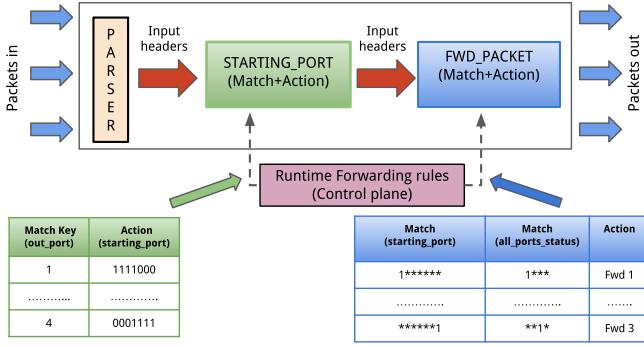 Packets in
P
A
R
S
E
R
Input
headers
STARTING_PORT
(Match+Action)
Input
headers
FWD_PACKET
(Match+Action)
Packets out
Runtime Forwarding rules
(Control plane)
Match Key
(out_port)
Action
(starting_port)
1
1111000
………...
………….
4
0001111
Match
(starting_port)
Match
(all_ports_status)
Action
1******
1***
Fwd 1
………….
………….
…….
******1
**1*
Fwd 3